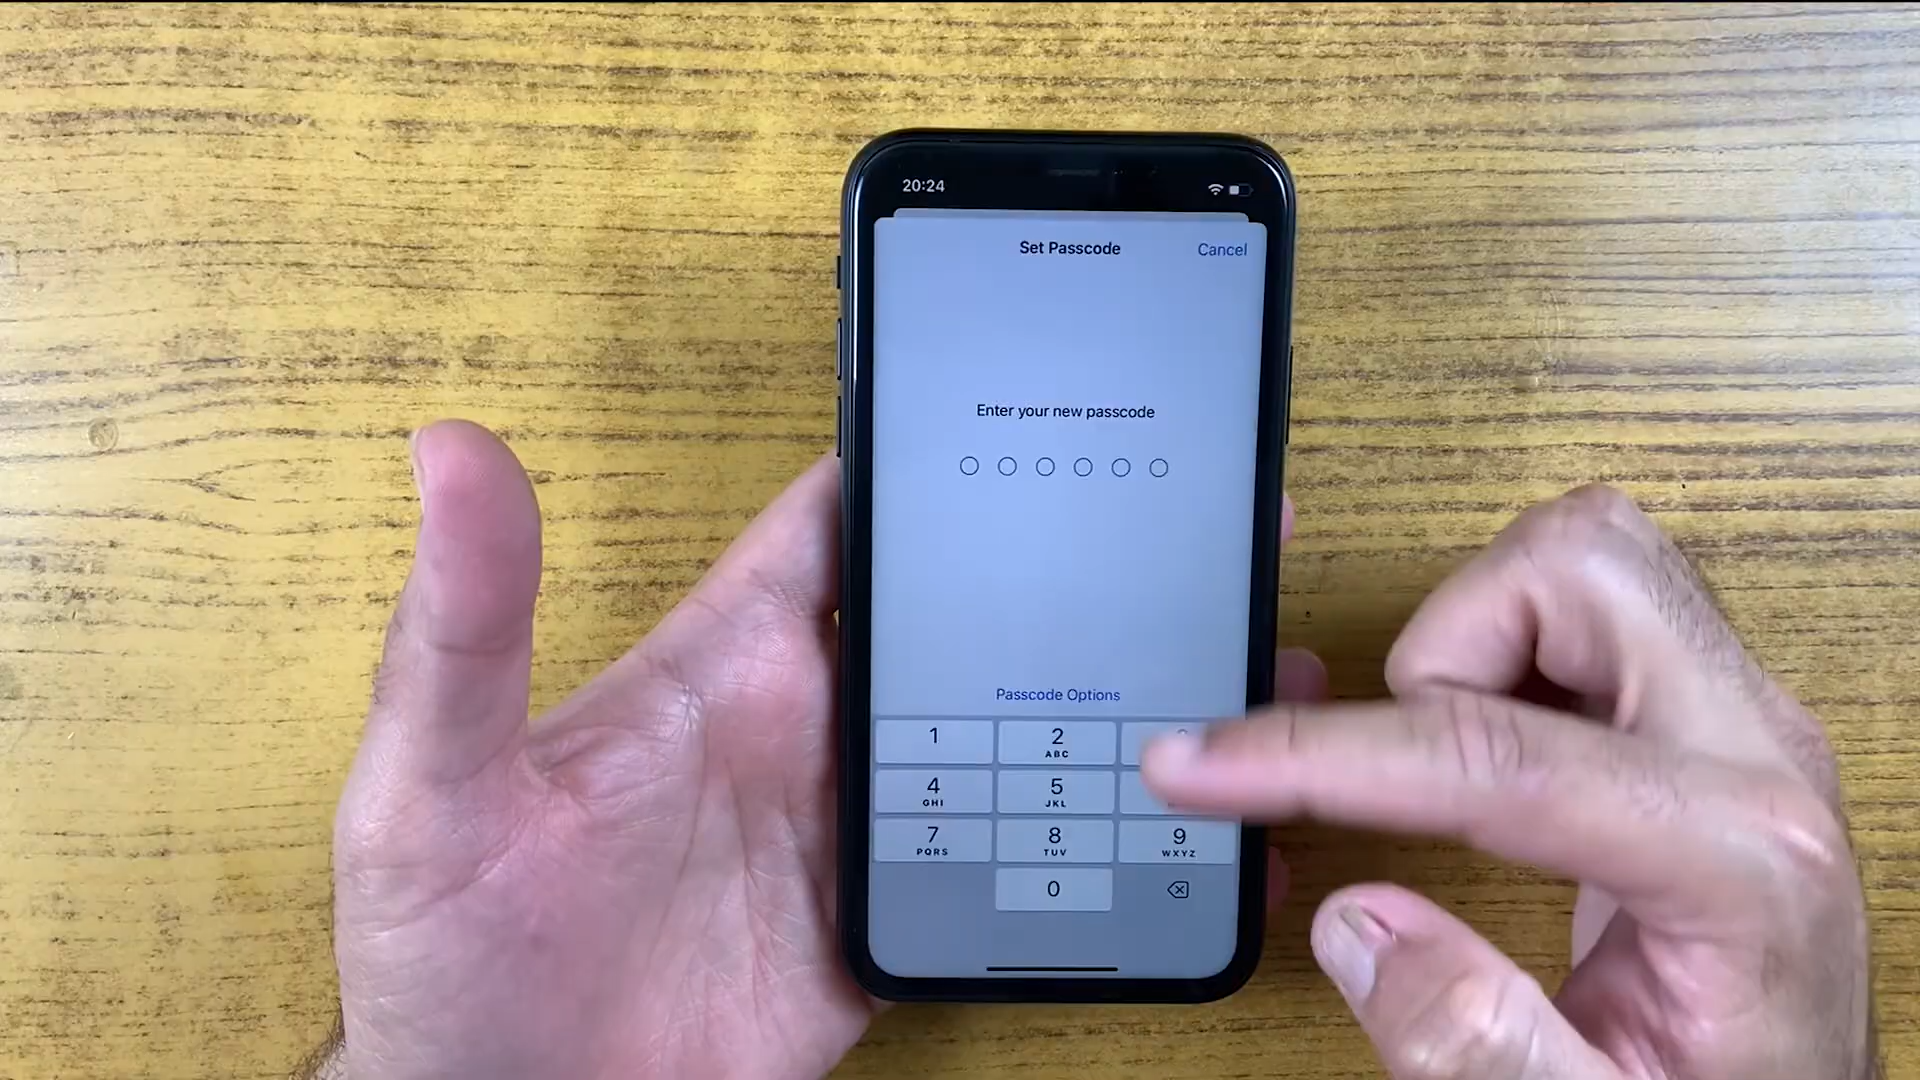 20:24
Set Passcode
Cancel
Enter your new passcode
Passcode Options
1
2
ABC
4
GHI
5
JKL
7
PQRS
8
TUV
9
WXYZ
0